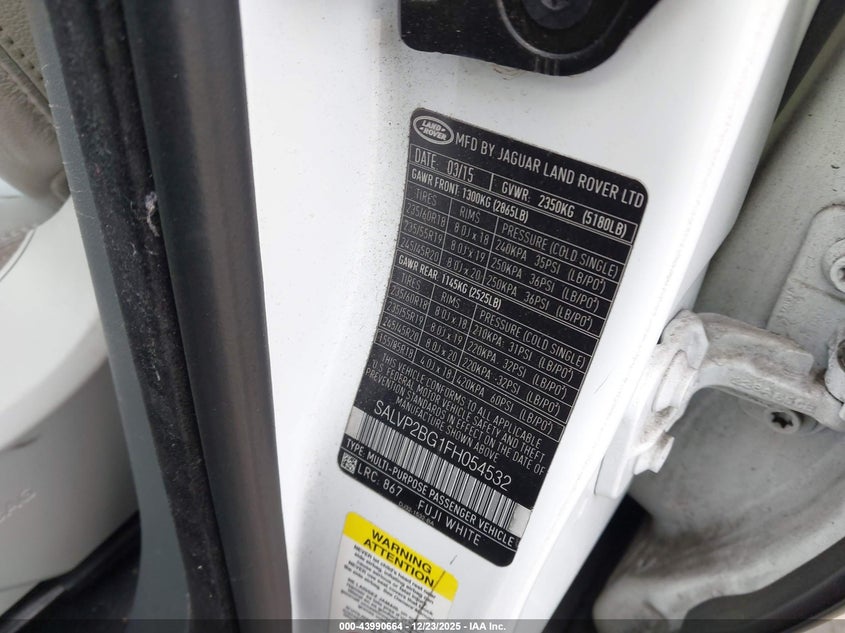 LAND
ROVER
MFD BY JAGUAR LAND ROVER LTD
DATE: 03/15 GVWR: 2350KG (5180LB)
GAWR FRONT: 1300KG (2865LB)
TIRES RIMS PRESSURE (COLD SINGLE)
235/60R18 8.0J x 18 240KPA 35PSI (LB/PO²)
235/55R19 8.0J x 19 250KPA 36PSI (LB/PO²)
245/45R20 8.0J x 20 250KPA 36PSI (LB/PO²)
GAWR REAR: 1145KG (2525LB)
TIRES RIMS PRESSURE (COLD SINGLE)
235/60R18 8.0J x 18 210KPA: 31PSI (LB/PO²)
235/55R19 8.0J x 19 220KPA: 32PSI (LB/PO²)
245/45R20 8.0J x 20 220KPA: 32PSI (LB/PO²)
155/85R18 4.0J x 18 420KPA: 60PSI (LB/PO²)
THIS VEHICLE CONFORMS TO ALL APPLICABLE
U.S. FEDERAL MOTOR VEHICLE SAFETY AND THEFT
PREVENTION STANDARDS IN EFFECT ON THE DATE OF
MANUFACTURE SHOWN ABOVE.
SALVP2BG1FH054532
TYPE: MULTI-PURPOSE PASSENGER VEHICLE
LRC: 867 FUJI WHITE
WARNING
ATTENTION
000-43990664 - 12/23/2025 - IAA Inc.